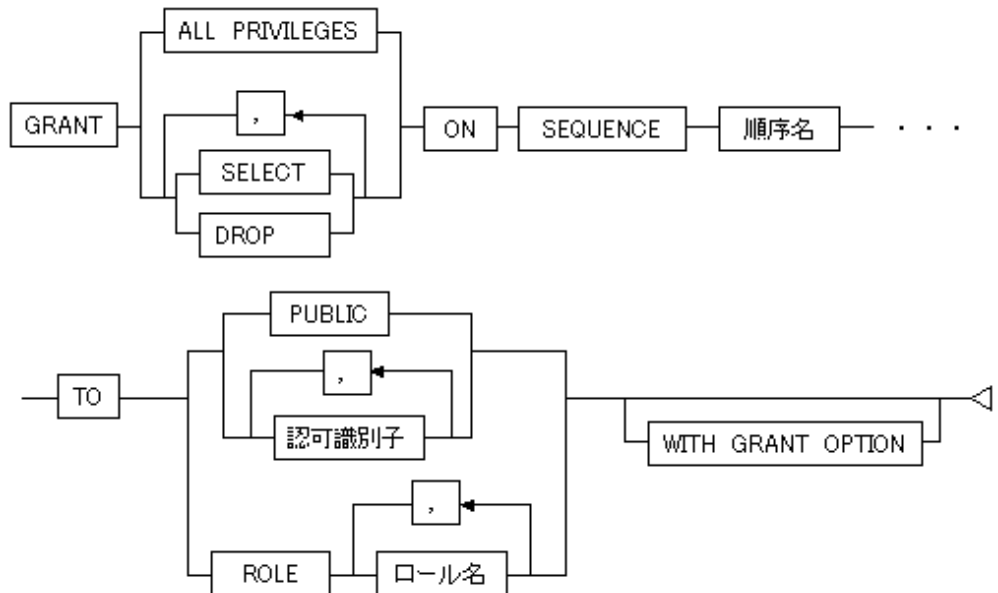 ALL PRIVILEGES
GRANT
,
ON
SEQUENCE
順序名
・・・
SELECT
DROP
PUBLIC
TO
,
認可識別子
WITH GRANT OPTION
,
ROLE
ロール名